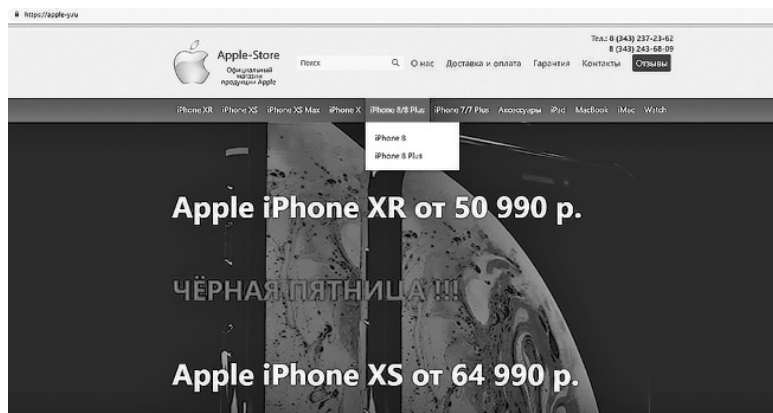 https://apple-y.ru
Тел.: 8 (343) 237-23-62
8 (343) 243-68-09
Apple-Store
Официальный
магазин
продукции Apple
Поиск
О нас Доставка и оплата Гарантия Контакты Отзывы
iPhone XR iPhone XS iPhone XS Max iPhone X iPhone 8/8 Plus iPhone 7/7 Plus Аксессуары iPad MacBook iMac Watch
iPhone 8
iPhone 8 Plus
Apple iPhone XR от 50 990 р.
ЧЁРНАЯ ПЯТНИЦА !!!
Apple iPhone XS от 64 990 р.